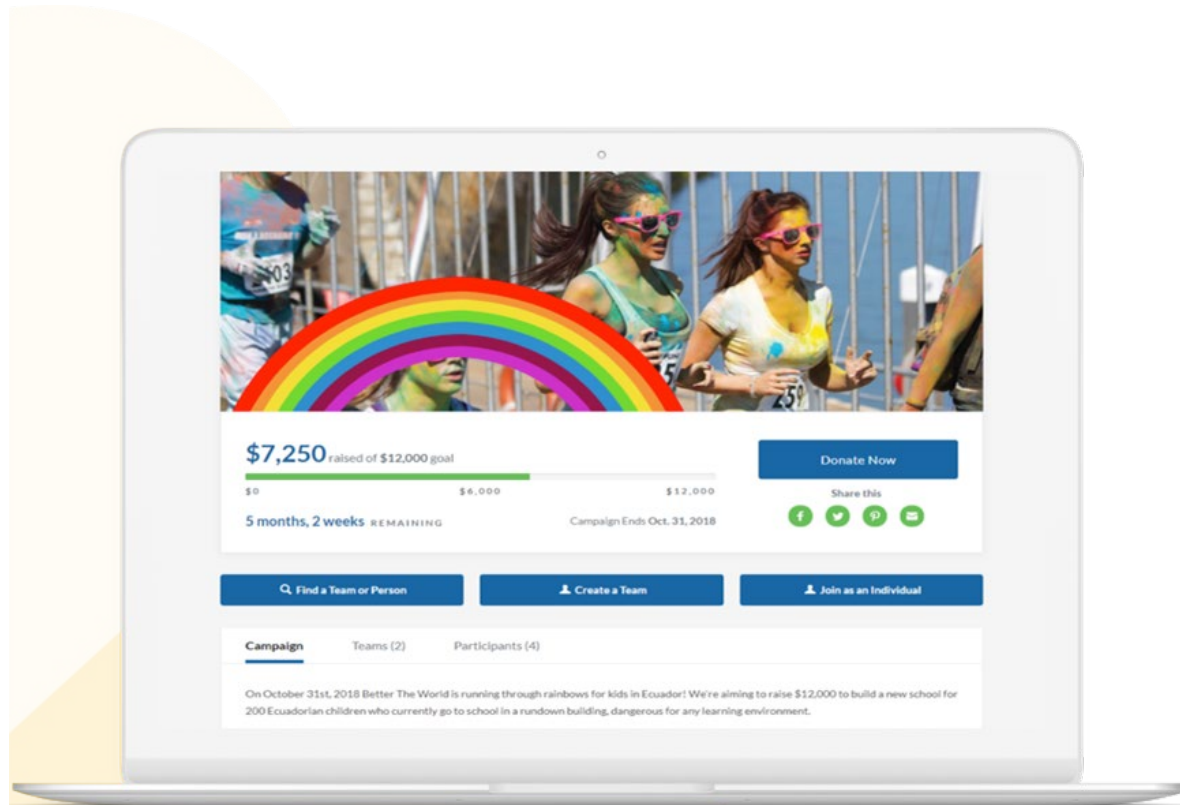 $7,250 raised of $12,000 goal
Donate Now
$0 $6,000 $12,000
Share this
5 months, 2 weeks REMAINING Campaign Ends Oct. 31, 2018
Find a Team or Person Create a Team Join as an Individual
Campaign Teams (2) Participants (4)
On October 31st, 2018 Better The World is running through rainbows for kids in Ecuador! We're aiming to raise $12,000 to build a new school for
200 Ecuadorian children who currently go to school in a rundown building, dangerous for any learning environment.
259